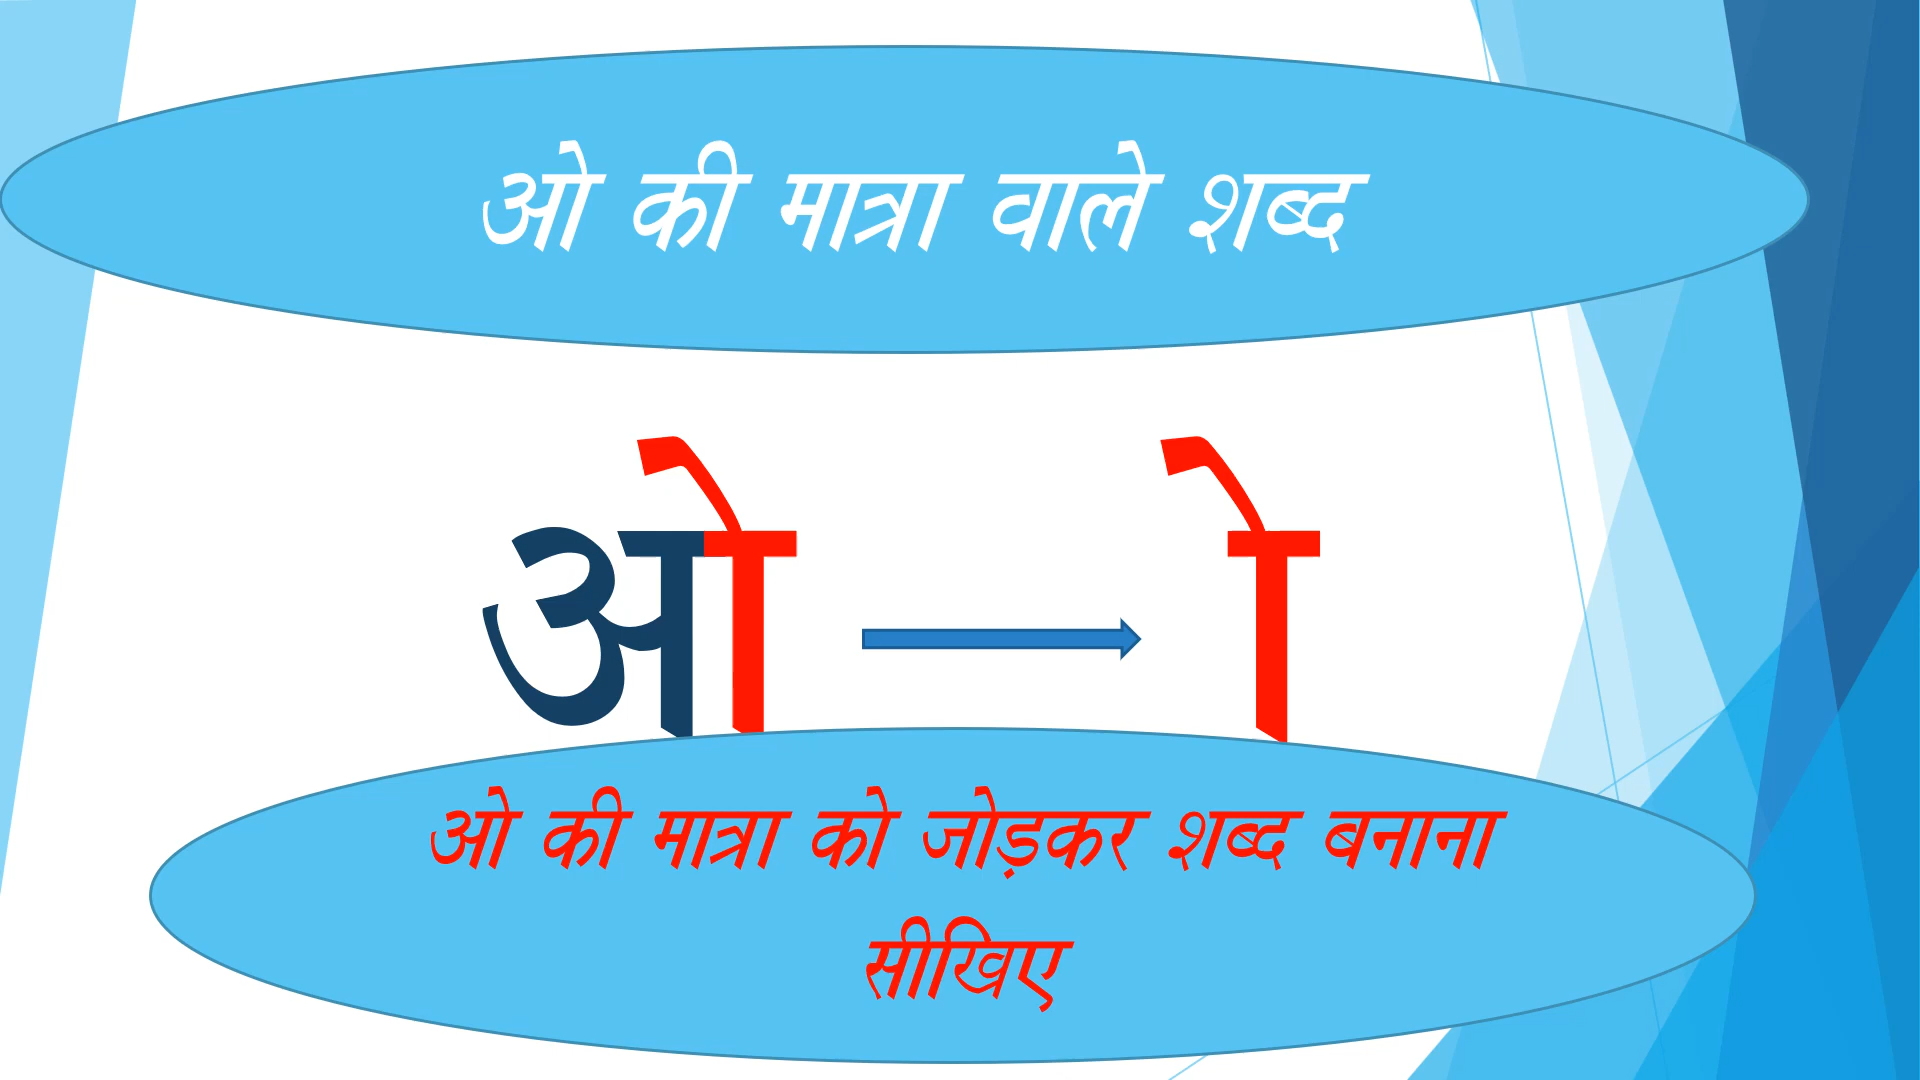 ओ की मात्रा वाले शब्द
ओ ो
ओ की मात्रा को जोड़कर शब्द बनाना
सीखिए